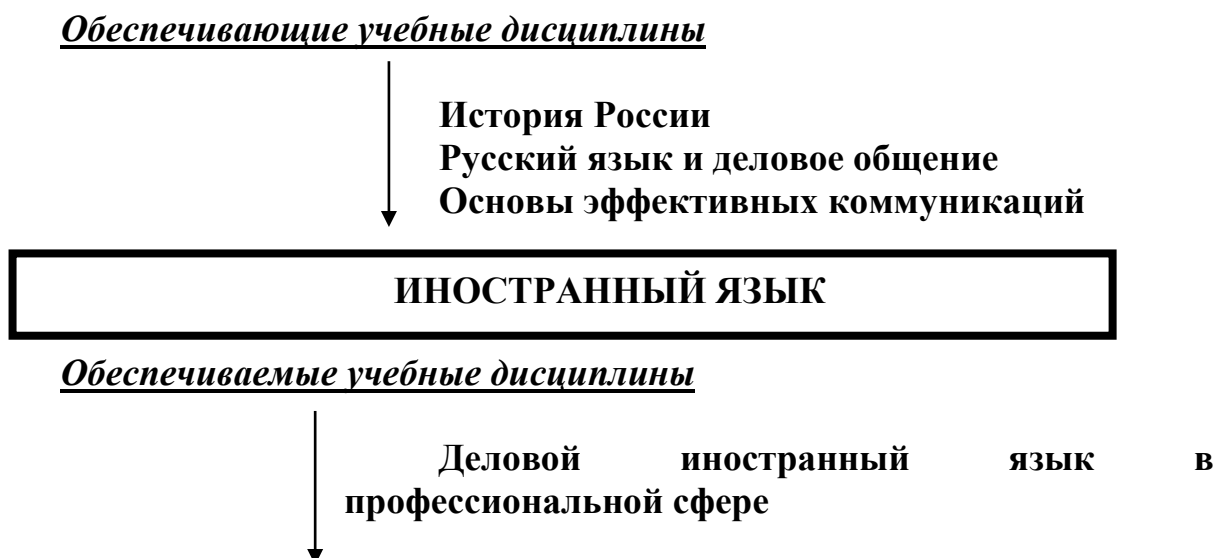 Обеспечивающие учебные дисциплины
История России
Русский язык и деловое общение
Основы эффективных коммуникаций
ИНОСТРАННЫЙ ЯЗЫК
Обеспечиваемые учебные дисциплины
Деловой иностранный язык в
профессиональной сфере